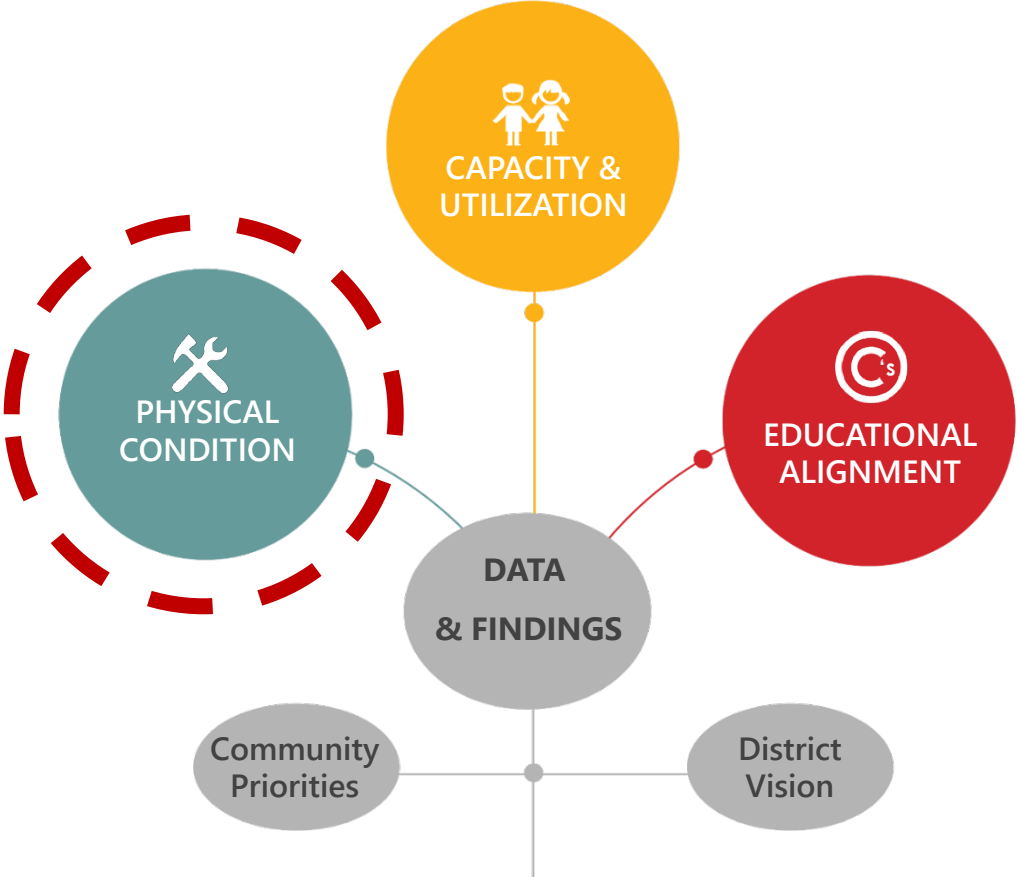 CAPACITY &
UTILIZATION
PHYSICAL
CONDITION
C's
EDUCATIONAL
ALIGNMENT
DATA
& FINDINGS
Community
Priorities
District
Vision